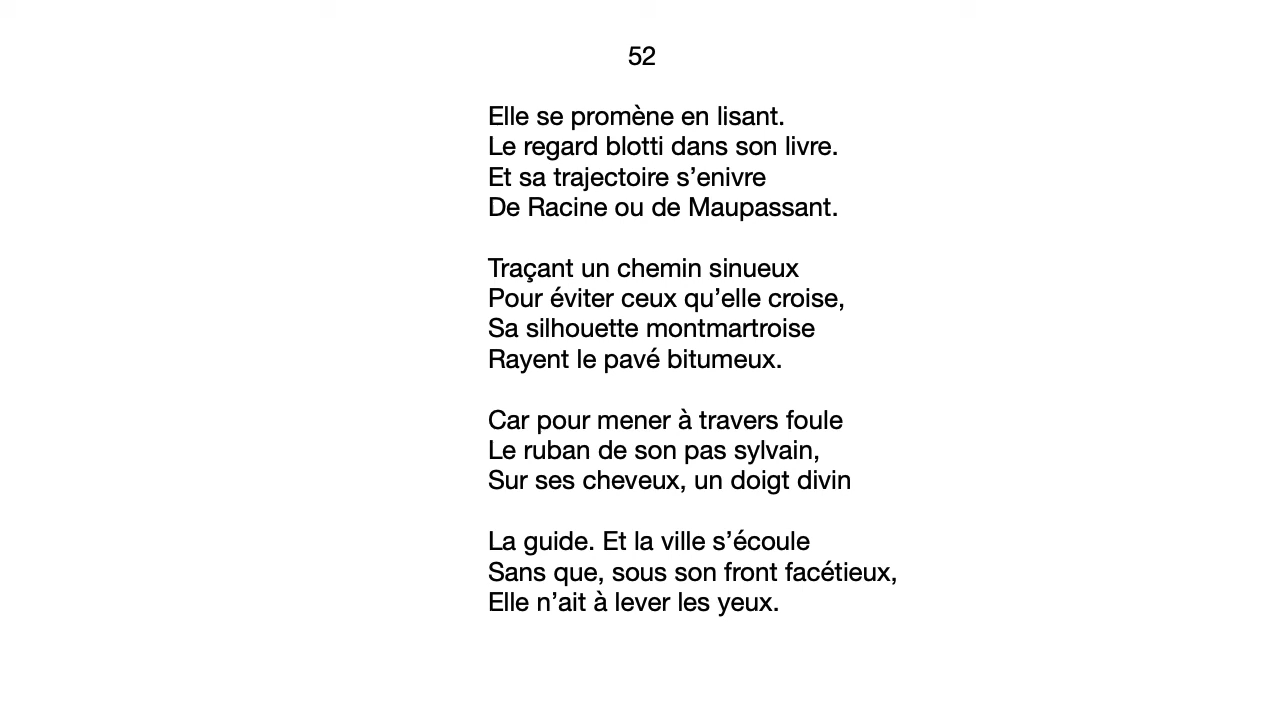 52
Elle se promène en lisant.
Le regard blotti dans son livre.
Et sa trajectoire s’enivre
De Racine ou de Maupassant.
Traçant un chemin sinueux
Pour éviter ceux qu’elle croise,
Sa silhouette montmartroise
Rayent le pavé bitumeux.
Car pour mener à travers foule
Le ruban de son pas sylvain,
Sur ses cheveux, un doigt divin
La guide. Et la ville s’écoule
Sans que, sous son front facétieux,
Elle n’ait à lever les yeux.